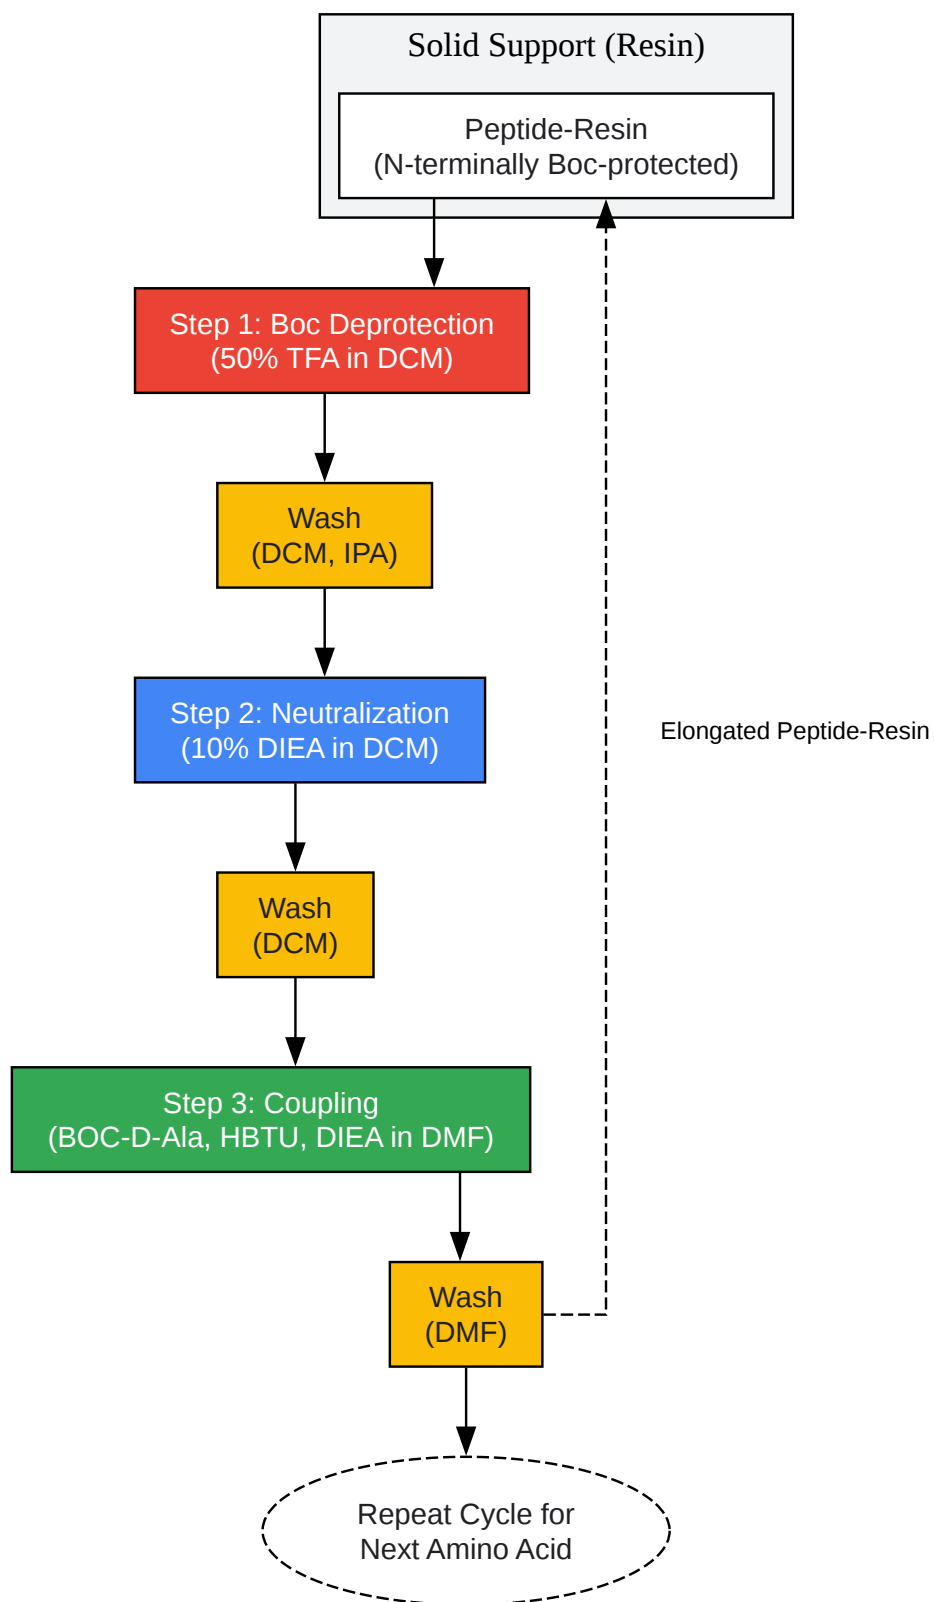 Solid Support (Resin)
Peptide-Resin
(N-terminally Boc-protected)
Step 1: Boc Deprotection
(50% TFA in DCM)
Wash
(DCM, IPA)
Step 2: Neutralization
(10% DIEA in DCM)
Elongated Peptide-Resin
Wash
(DCM)
Step 3: Coupling
(BOC-D-Ala, HBTU, DIEA in DMF)
Wash
(DMF)
Repeat Cycle for
Next Amino Acid